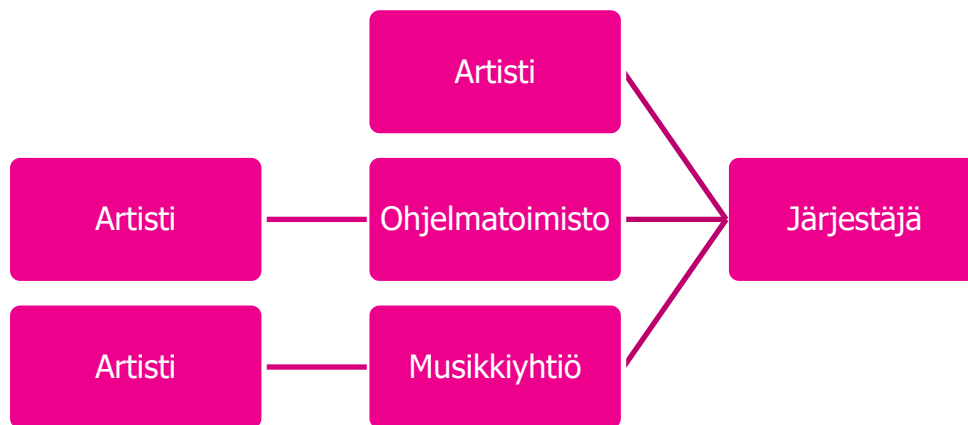 Artisti
Artisti
Ohjelmatoimisto
Järjestäjä
Artisti
Musikkiyhtiö